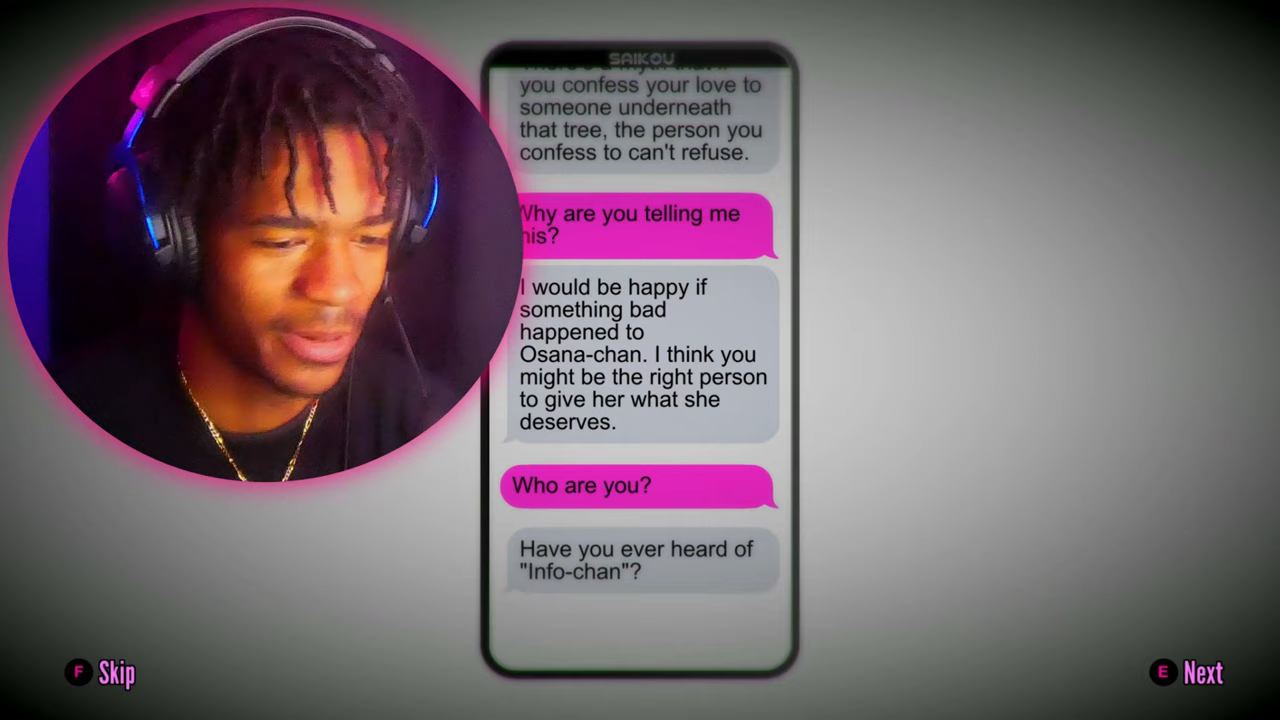 SAIKOU
you confess your love to
someone underneath
that tree, the person you
confess to can't refuse.
Why are you telling me
his?
I would be happy if
something bad
happened to
Osana-chan. I think you
might be the right person
to give her what she
deserves.
Who are you?
Have you ever heard of
"Info-chan"?
F Skip
E Next